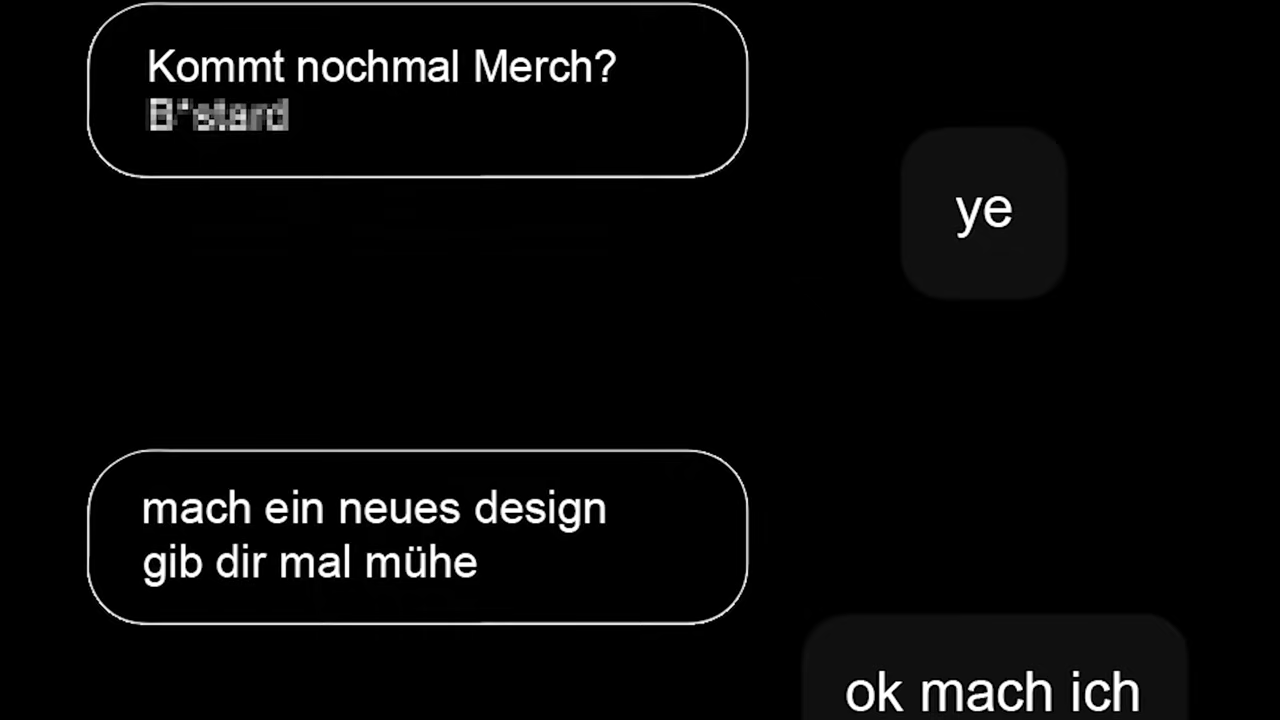 Kommt nochmal Merch?
B*stard
ye
mach ein neues design
gib dir mal mühe
ok mach ich